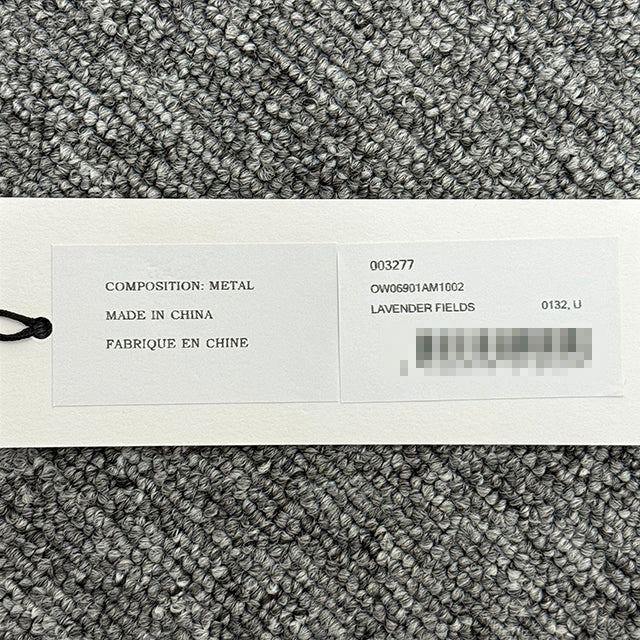 COMPOSITION: METAL
MADE IN CHINA
FABRIQUE EN CHINE
003277
OW06901AM1002
LAVENDER FIELDS 0132, U